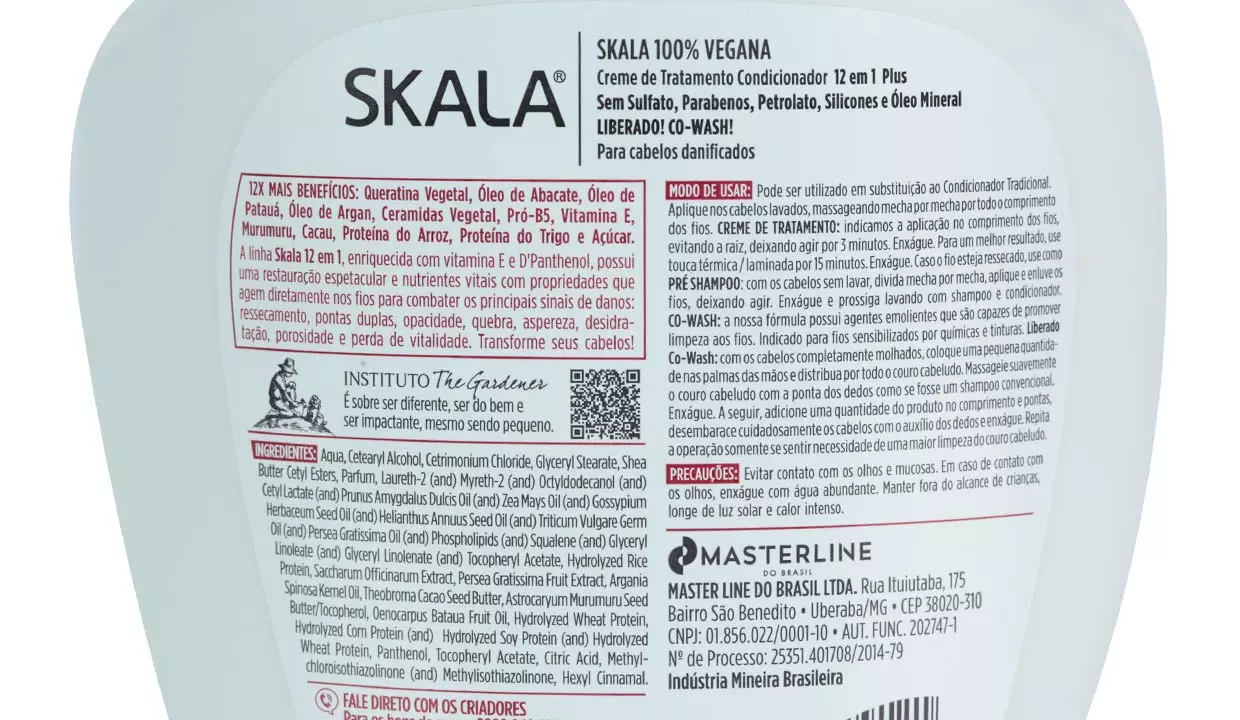 SKALA®
SKALA 100% VEGANA
Creme de Tratamento Condicionador 12 em 1 Plus
Sem Sulfato, Parabenos, Petrolato, Silicones e Óleo Mineral
LIBERADO! CO-WASH!
Para cabelos danificados
12X MAIS BENEFÍCIOS: Queratina Vegetal, Óleo de Abacate, Óleo de
Patauá, Óleo de Argan, Ceramidas Vegetal, Pró-B5, Vitamina E,
Murumuru, Cacau, Proteína do Arroz, Proteína do Trigo e Açúcar.
A linha Skala 12 em 1, enriquecida com vitamina E e D'Panthenol, possui
uma restauração espetacular e nutrientes vitais com propriedades que
agem diretamente nos fios para combater os principais sinais de danos:
ressecamento, pontas duplas, opacidade, quebra, aspereza, desidra-
tação, porosidade e perda de vitalidade. Transforme seus cabelos!
INSTITUTO The Gardener
É sobre ser diferente, ser do bem e
ser impactante, mesmo sendo pequeno.
INGREDIENTES: Aqua, Cetearyl Alcohol, Cetrimonium Chloride, Glyceryl Stearate, Shea
Butter Cetyl Esters, Parfum, Laureth-2 (and) Myreth-2 (and) Octyldodecanol (and)
Cetyl Lactate (and) Prunus Amygdalus Dulcis Oil (and) Zea Mays Oil (and) Gossypium
Herbaceum Seed Oil (and) Helianthus Annuus Seed Oil (and) Triticum Vulgare Germ
Oil (and) Persea Gratissima Oil (and) Phospholipids (and) Squalene (and) Glyceryl
Linoleate (and) Glyceryl Linolenate (and) Tocopheryl Acetate, Hydrolyzed Rice
Protein, Saccharum Officinarum Extract, Persea Gratissima Fruit Extract, Argania
Spinosa Kernel Oil, Theobroma Cacao Seed Butter, Astrocaryum Murumuru Seed
Butter/Tocopherol, Oenocarpus Bataua Fruit Oil, Hydrolyzed Wheat Protein,
Hydrolyzed Corn Protein (and) Hydrolyzed Soy Protein (and) Hydrolyzed
Wheat Protein, Panthenol, Tocopheryl Acetate, Citric Acid, Methyl-
chloroisothiazolinone (and) Methylisothiazolinone, Hexyl Cinnamal.
FALE DIRETO COM OS CRIADORES
MODO DE USAR: Pode ser utilizado em substituição ao Condicionador Tradicional.
Aplique nos cabelos lavados, massageando mecha por mecha por todo o comprimento
dos fios. CREME DE TRATAMENTO: indicamos a aplicação no comprimento dos fios,
evitando a raiz, deixando agir por 3 minutos. Enxágue. Para um melhor resultado, use
touca térmica / laminada por 15 minutos. Enxágue. Caso o fio esteja ressecado, use como
PRÉ SHAMPOO: com os cabelos sem lavar, divida mecha por mecha, aplique e enluve os
fios, deixando agir. Enxágue e prossiga lavando com shampoo e condicionador.
CO-WASH: a nossa fórmula possui agentes emolientes que são capazes de promover
limpeza aos fios. Indicado para fios sensibilizados por químicas e tinturas. Liberado
Co-Wash: com os cabelos completamente molhados, coloque uma pequena quantida-
de nas palmas das mãos e distribua por todo o couro cabeludo. Massageie suavemente
o couro cabeludo com a ponta dos dedos como se fosse um shampoo convencional.
Enxágue. A seguir, adicione uma quantidade do produto no comprimento e pontas,
desembarace cuidadosamente os cabelos com o auxílio dos dedos e enxágue. Repita
a operação somente se sentir necessidade de uma maior limpeza do couro cabeludo.
PRECAUÇÕES: Evitar contato com os olhos e mucosas. Em caso de contato com
os olhos, enxágue com água abundante. Manter fora do alcance de crianças,
longe de luz solar e calor intenso.
MASTERLINE
DO BRASIL
MASTER LINE DO BRASIL LTDA. Rua Ituiutaba, 175
Bairro São Benedito • Uberaba/MG • CEP 38020-310
CNPJ: 01.856.022/0001-10 • AUT. FUNC. 202747-1
Nº de Processo: 25351.401708/2014-79
Indústria Mineira Brasileira